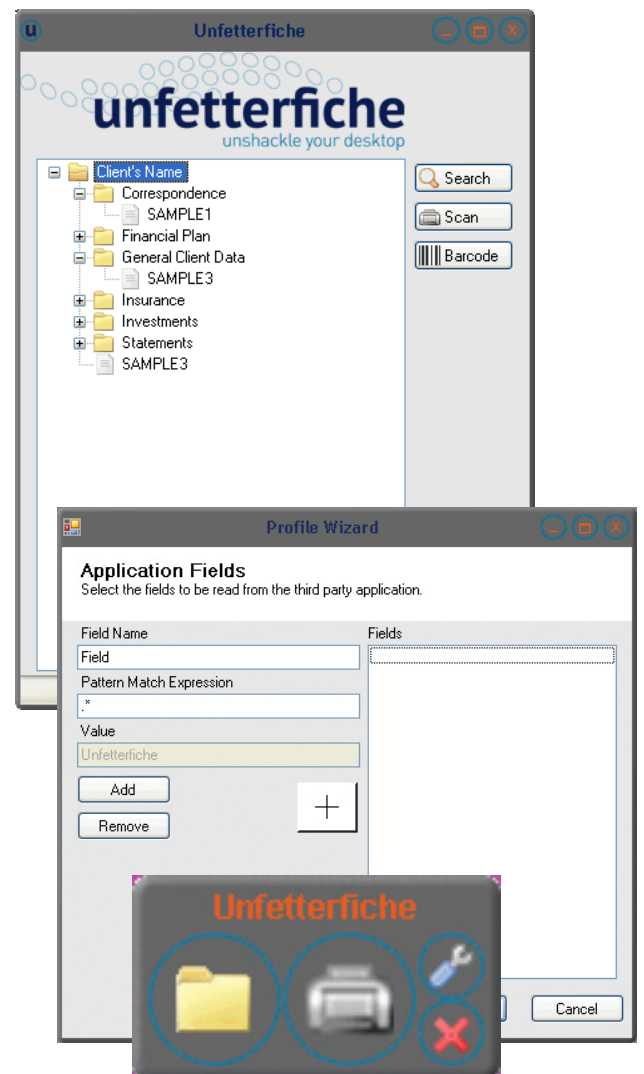 u
Unfetterfiche
unfetterfiche
unshackle your desktop
Client's Name
Correspondence
SAMPLE1
Financial Plan
General Client Data
SAMPLE3
Insurance
Investments
Statements
SAMPLE3
Search
Scan
Barcode
Profile Wizard
Application Fields
Select the fields to be read from the third party application.
Field Name
Field
Pattern Match Expression
.*
Value
Unfetterfiche
Add
Remove
Fields
Cancel
Unfetterfiche